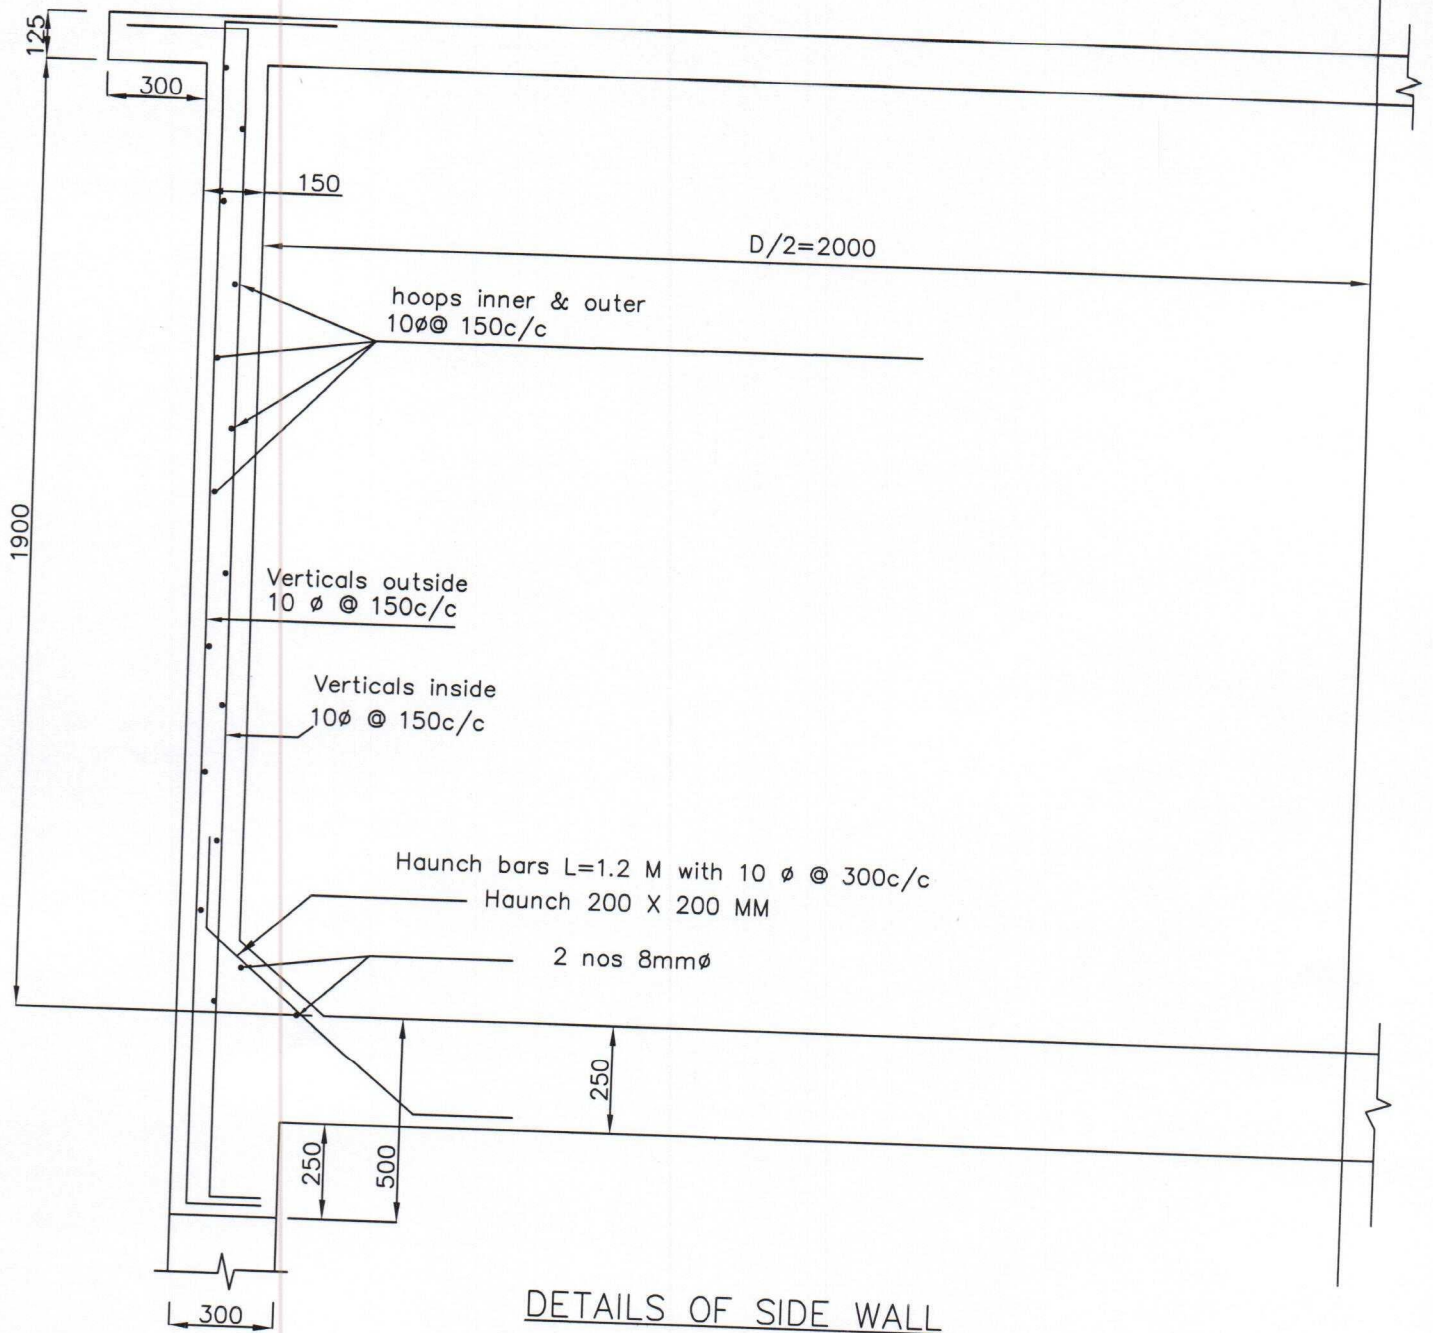 125
300
150
D/2=2000
hoops inner & outer
10ø@ 150c/c
1900
Verticals outside
10 ø @ 150c/c
Verticals inside
10ø @ 150c/c
Haunch bars L=1.2 M with 10 ø @ 300c/c
Haunch 200 X 200 MM
2 nos 8mmø
250
250
500
300
DETAILS OF SIDE WALL